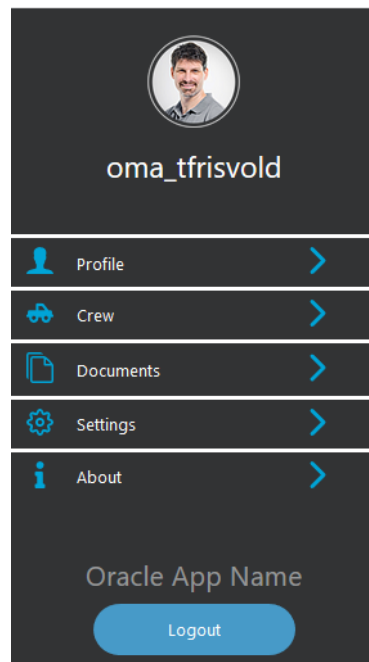 oma_tfrisvold
Profile
Crew
Documents
Settings
About
Oracle App Name
Logout